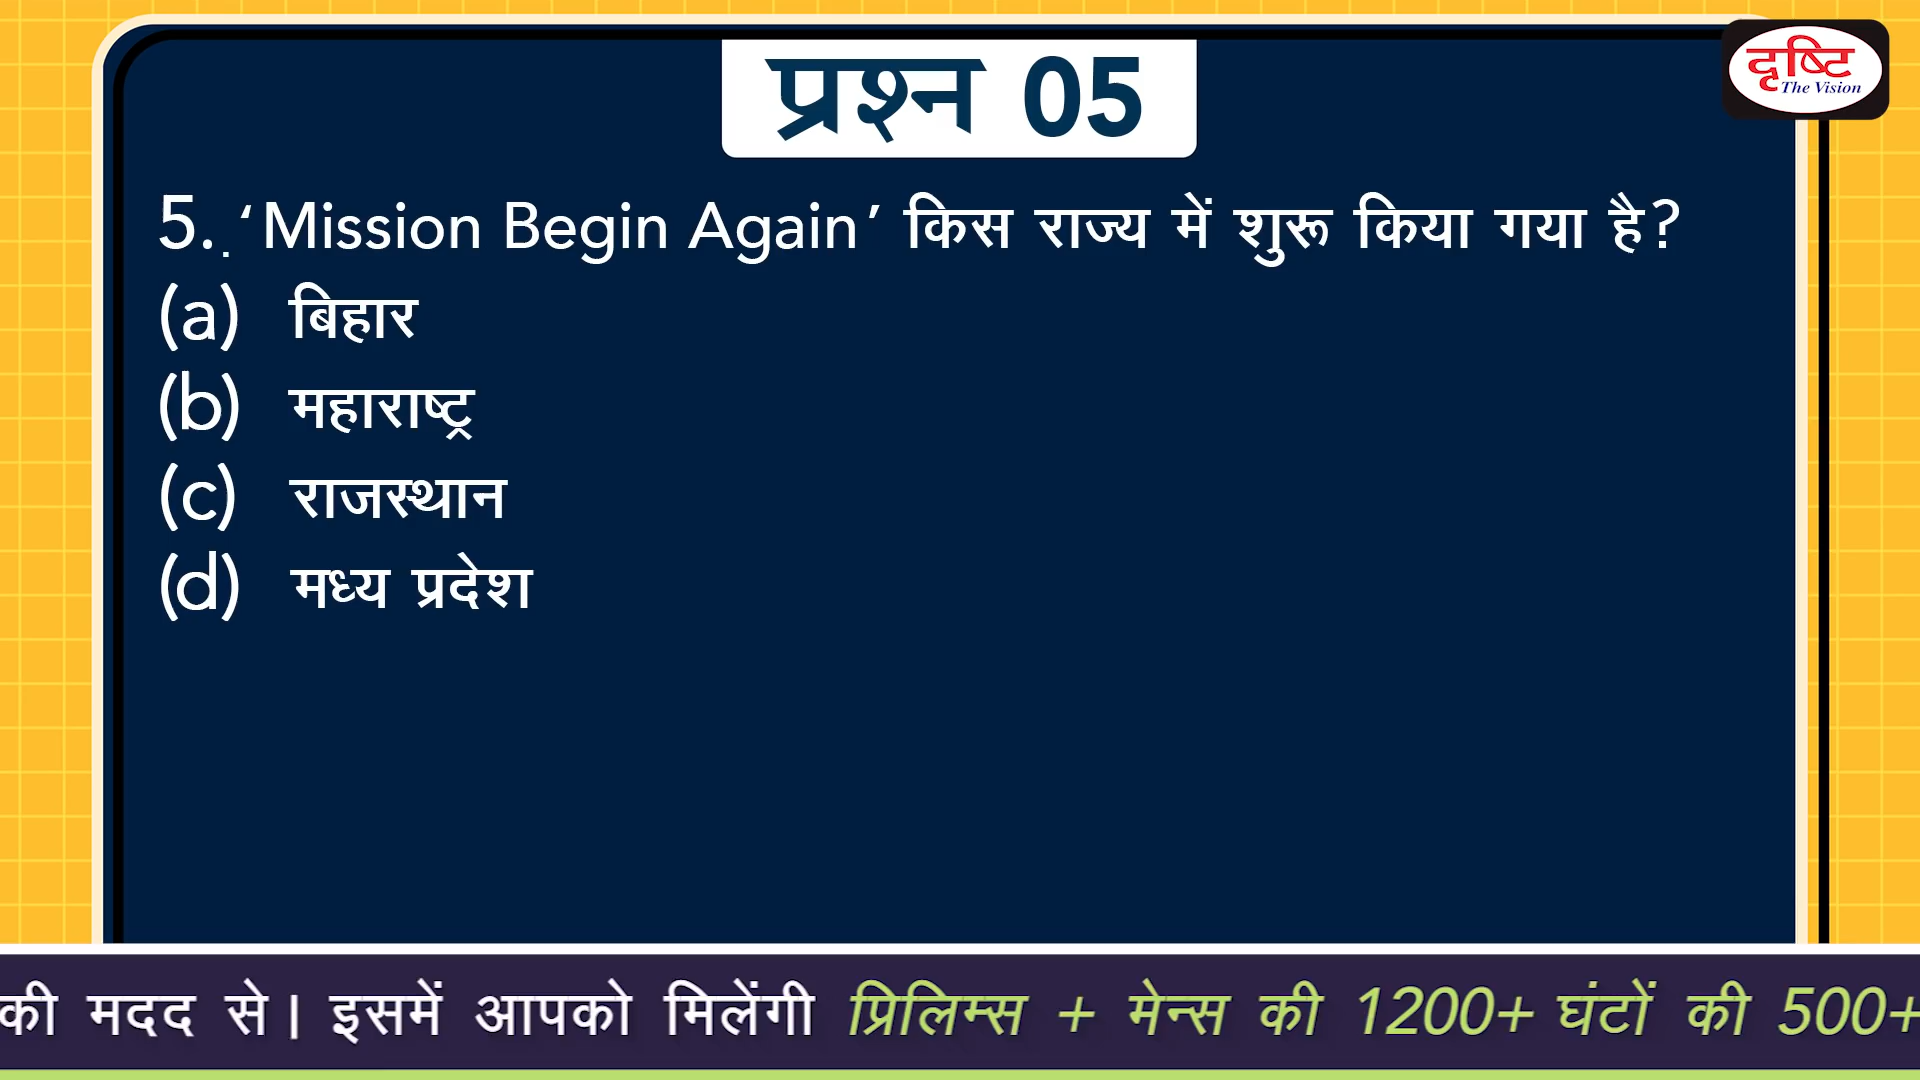 दृष्टि
The Vision
प्रश्न 05
5. ‘Mission Begin Again’ किस राज्य में शुरू किया गया है?
(a) बिहार
(b) महाराष्ट्र
(c) राजस्थान
(d) मध्य प्रदेश
की मदद से। इसमें आपको मिलेंगी प्रिलिम्स + मेन्स की 1200+ घंटों की 500+